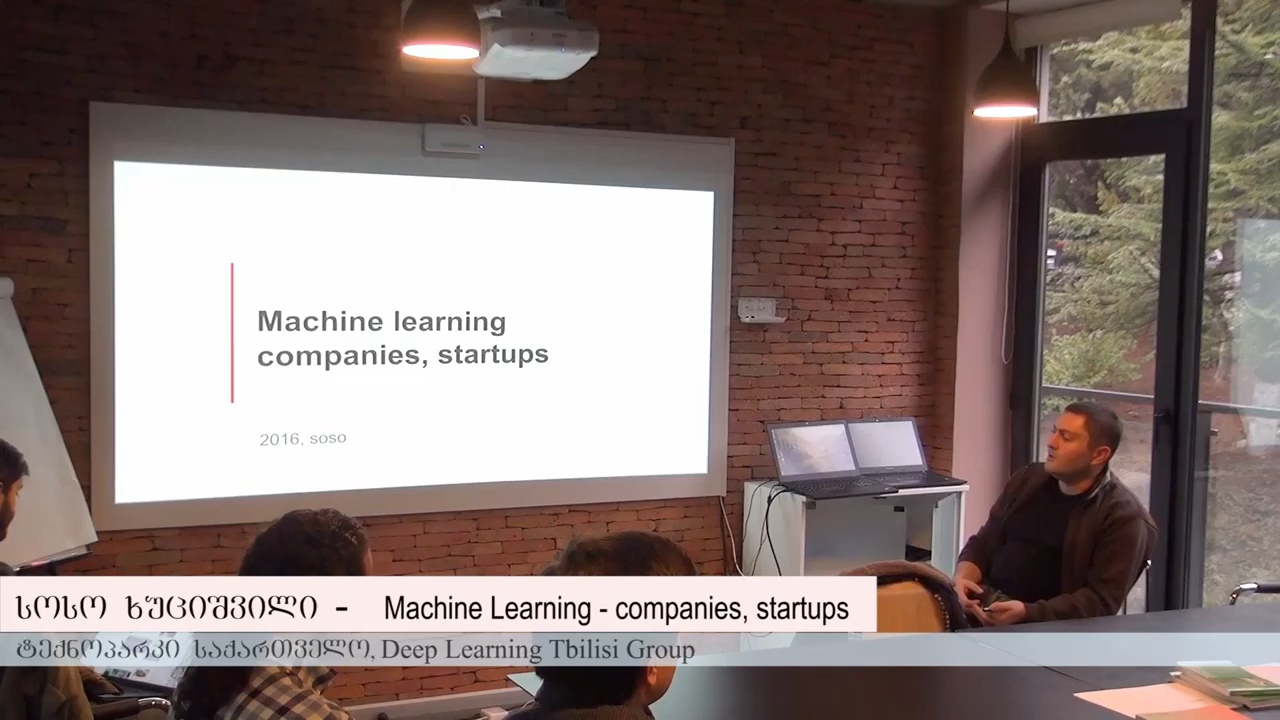 Machine learning
companies, startups
2016, soso
სოსო ხუციშვილი - Machine Learning - companies, startups
ტექნოპარკი საქართველო, Deep Learning Tbilisi Group